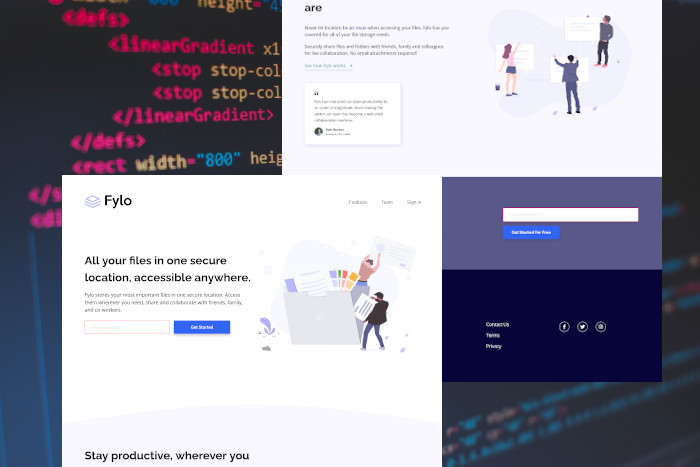 800" height="4
<defs>
<linearGradient x1
<stop stop-col
<stop stop-col
</linearGradient>
</defs>
<rect width="800" heig
are
Never let location be an issue when accessing your files. Fylo has you
covered for all of your file storage needs.
Securely share files and folders with friends, family and colleagues
for live collaboration. No email attachments required!
See how Fylo works
Fylo has improved our team productivity by
an order of magnitude. Since making the
switch our team has become a well-oiled
collaboration machine.
Kyle Burton
Fylo
Features Team Sign In
All your files in one secure
location, accessible anywhere.
Fylo stores your most important files in one secure location. Access
them wherever you need, share and collaborate with friends, family,
and co-workers.
Get Started
Get Started For Free
Contact Us
Terms
Privacy
Stay productive, wherever you